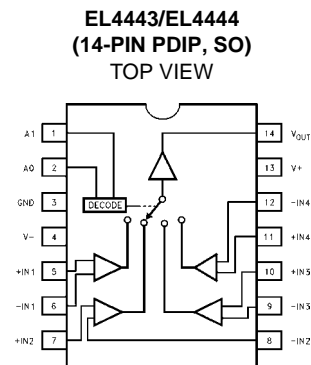 EL4443/EL4444
(14-PIN PDIP, SO)
TOP VIEW
A1 1
14 VOUT
A0 2
13 V+
GND 3
DECODE
12 -IN4
V- 4
11 +IN4
+IN1 5
10 +IN3
-IN1 6
9 -IN3
+IN2 7
8 -IN2